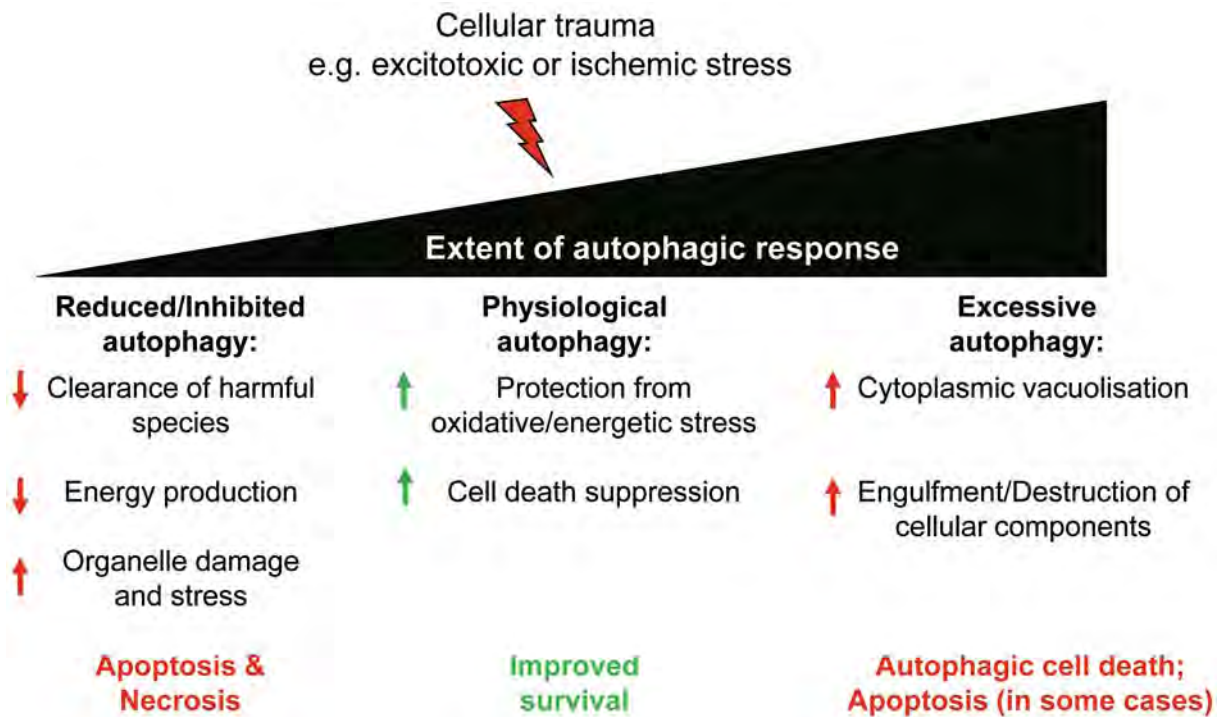 Cellular trauma
e.g. excitotoxic or ischemic stress
Extent of autophagic response
Reduced/Inhibited
autophagy:
Clearance of harmful
species
Energy production
Organelle damage
and stress
Apoptosis &
Necrosis
Physiological
autophagy:
Protection from
oxidative/energetic stress
Cell death suppression
Improved
survival
Excessive
autophagy:
Cytoplasmic vacuolisation
Engulfment/Destruction of
cellular components
Autophagic cell death;
Apoptosis (in some cases)